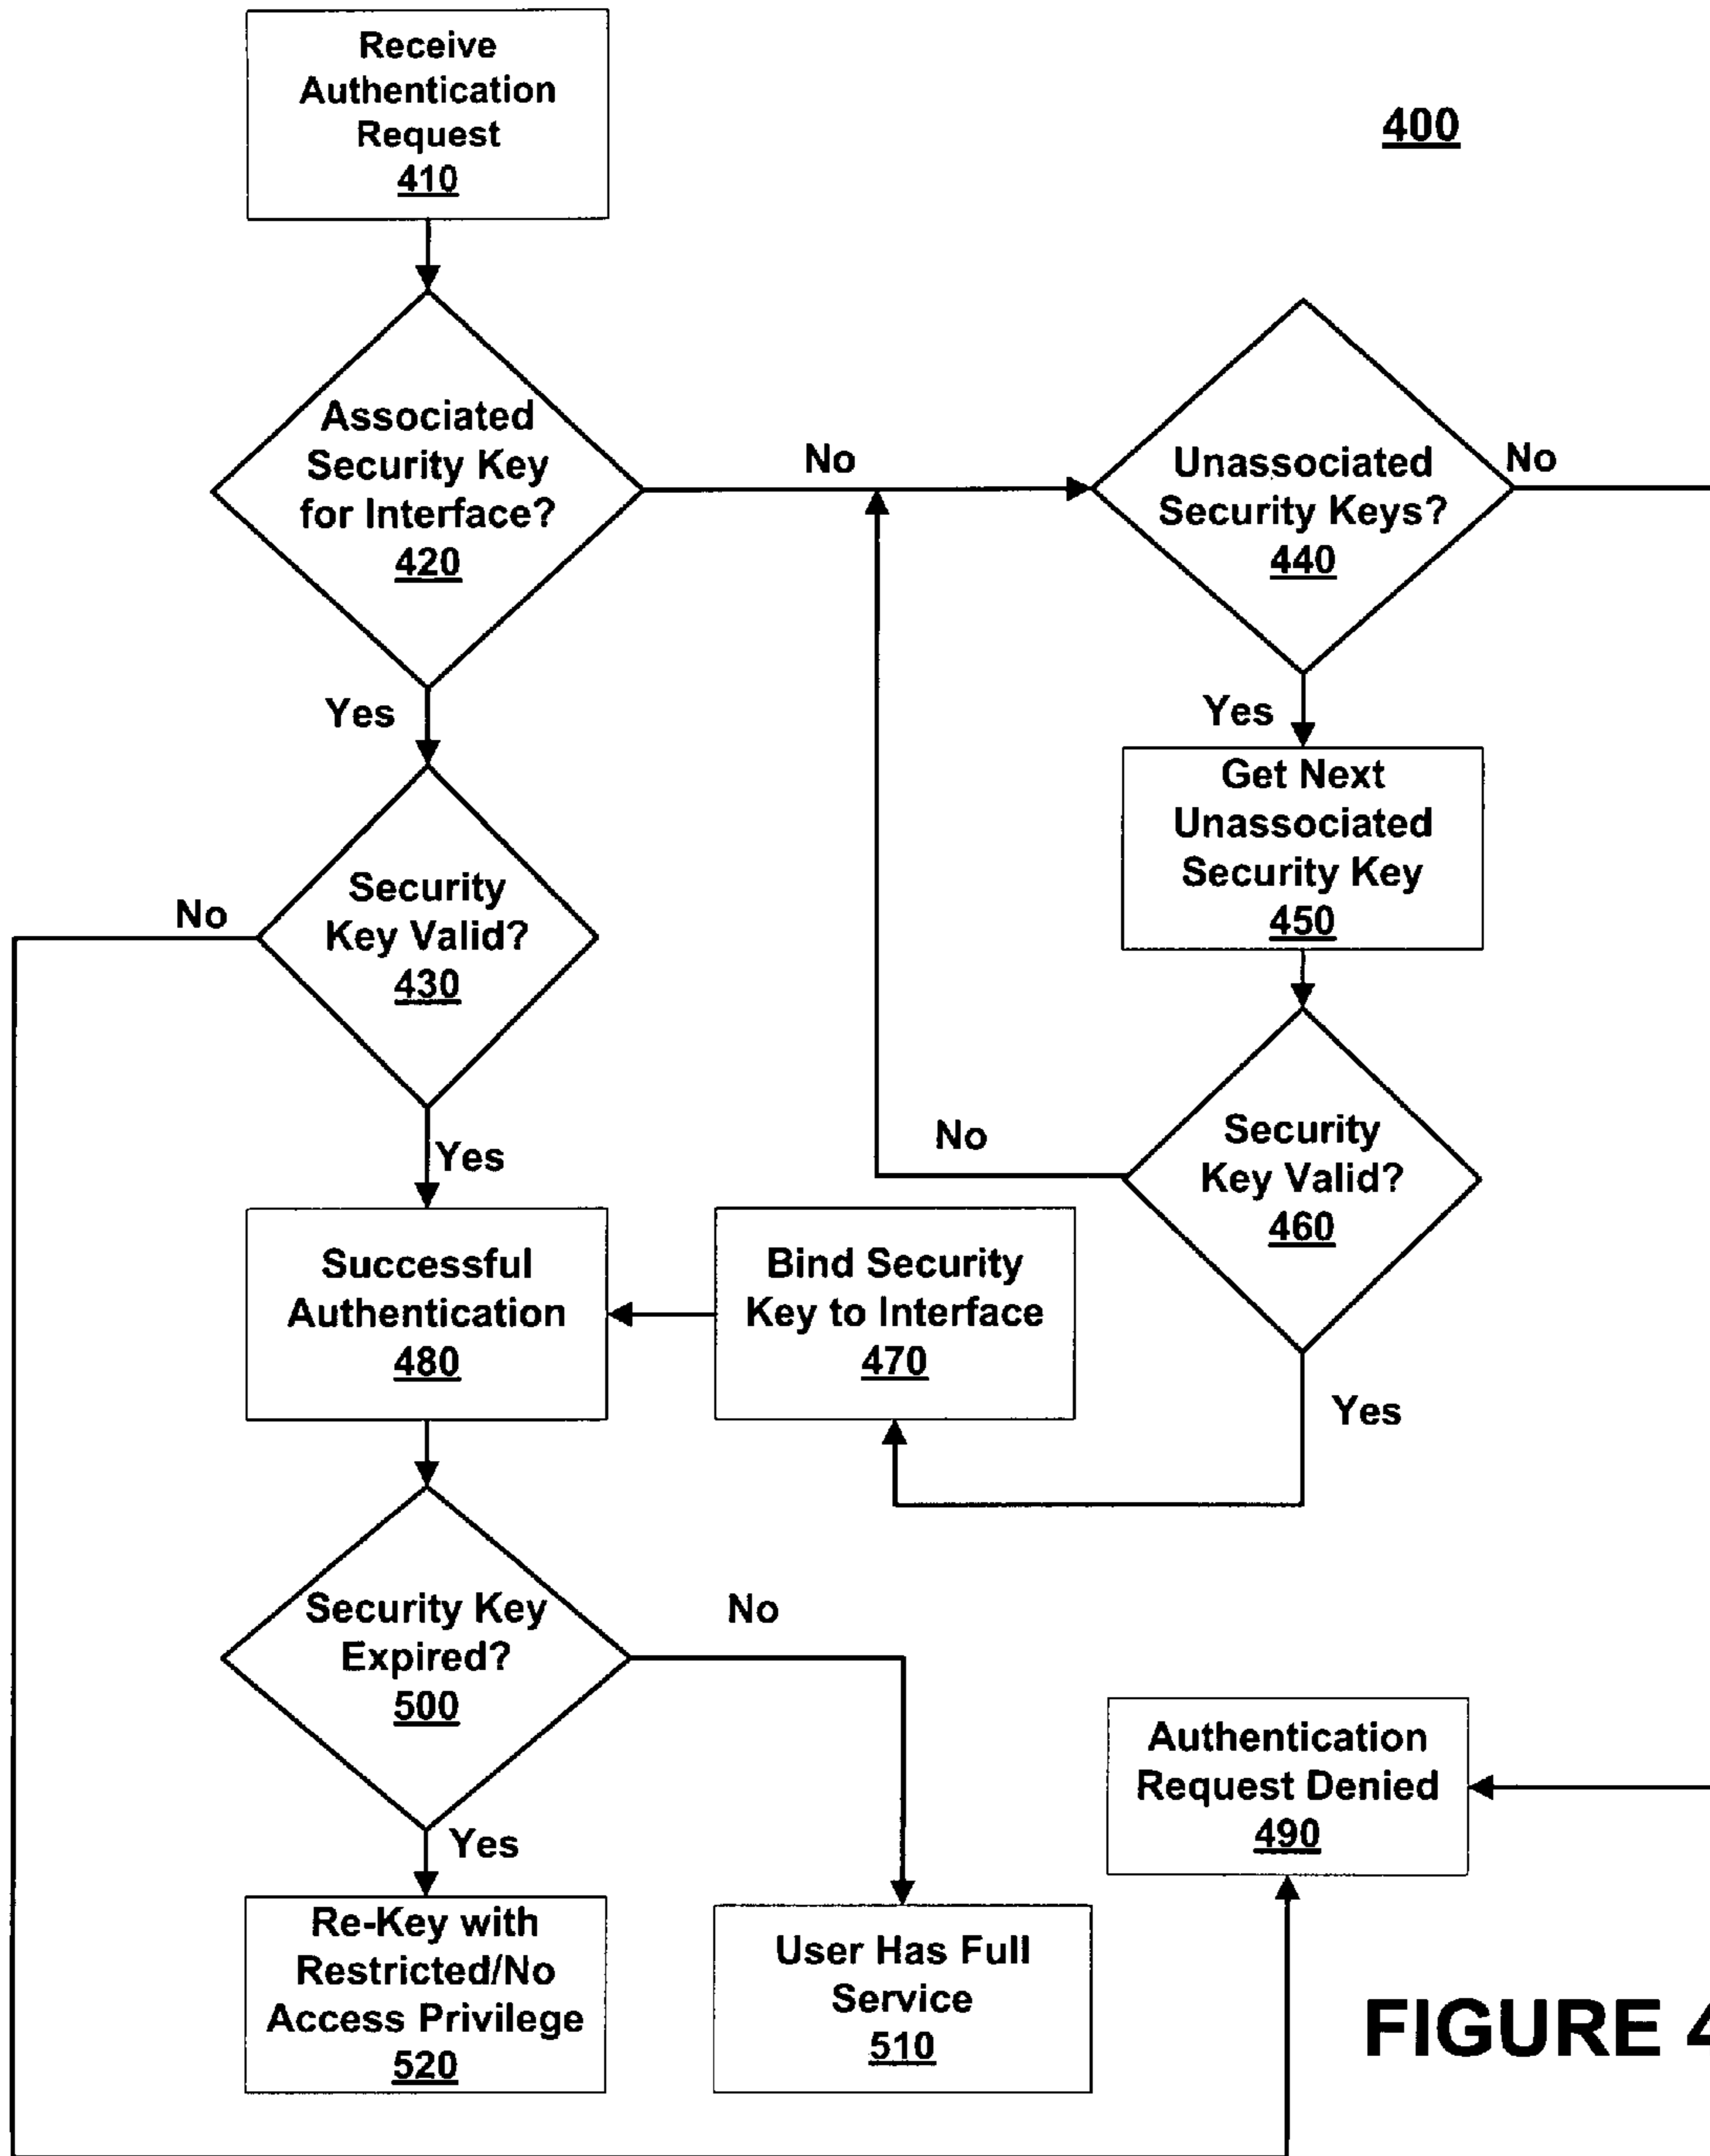 Receive
Authentication
Request
410
400
Associated
Security Key
for Interface?
420
No
Unassociated
Security Keys?
440
No
Yes
Yes
Get Next
Unassociated
Security Key
450
Security
Key Valid?
430
No
Yes
Security
Key Valid?
460
No
Yes
Successful
Authentication
480
Bind Security
Key to Interface
470
Security Key
Expired?
500
No
Yes
Authentication
Request Denied
490
Re-Key with
Restricted/No
Access Privilege
520
User Has Full
Service
510
FIGURE 4